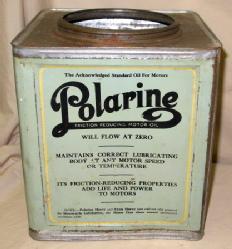 The Acknowledged Standard Oil For Motors
Polarine
FRICTION REDUCING MOTOR OIL
WILL FLOW AT ZERO
MAINTAINS CORRECT LUBRICATING
BODY AT ANY MOTOR SPEED
OR TEMPERATURE
ITS FRICTION-REDUCING PROPERTIES
ADD LIFE AND POWER
TO MOTORS